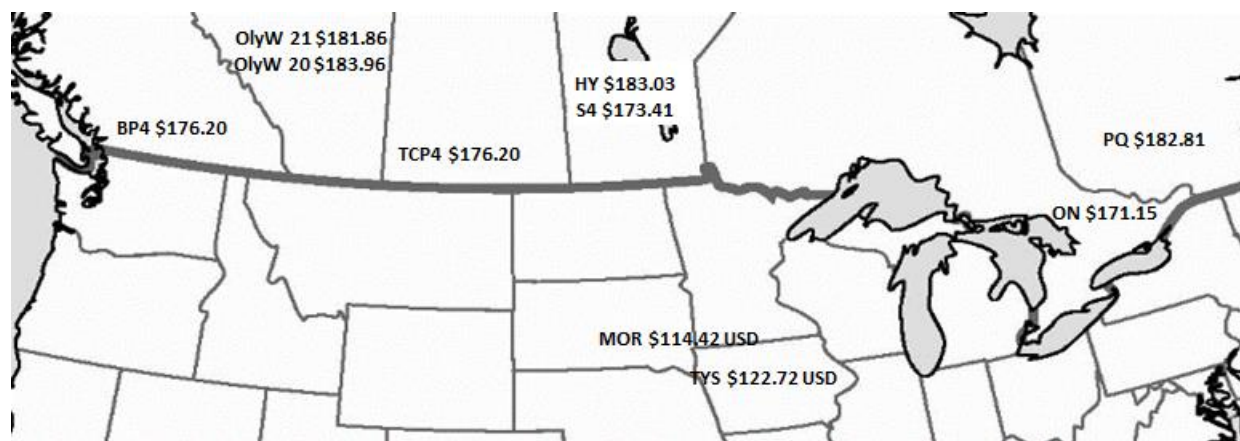 OlyW 21 $181.86
OlyW 20 $183.96
HY $183.03
S4 $173.41
BP4 $176.20
TCP4 $176.20
PQ $182.81
ON $171.15
MOR $114.42 USD
TYS $122.72 USD